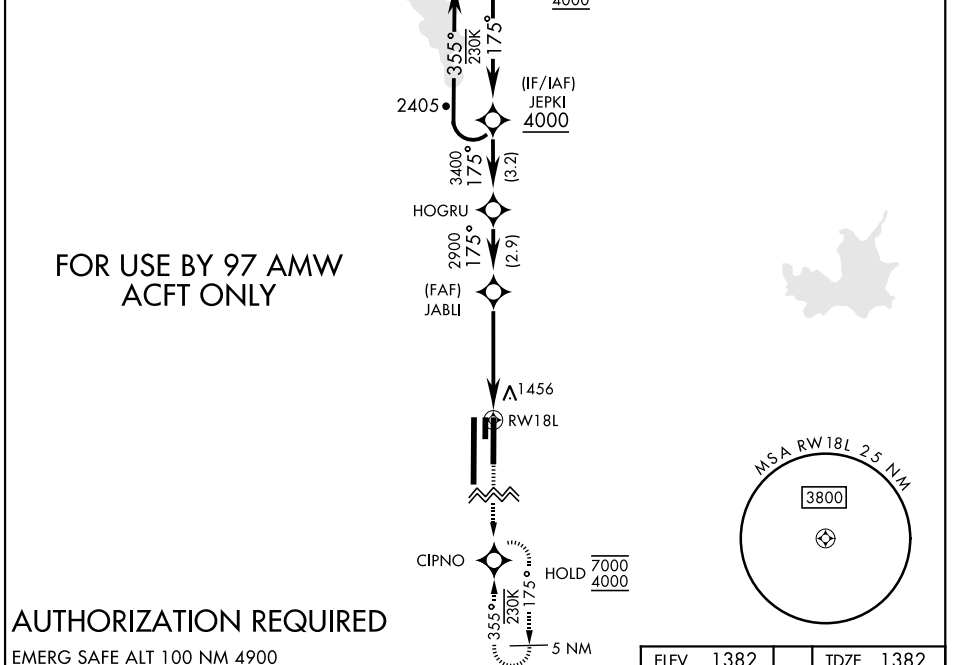 4000
355°
230K
175°
(IF/IAF)
JEPKI
4000
2405
3400
175°
(3.2)
HOGRU
2900
175°
(2.9)
FOR USE BY 97 AMW
ACFT ONLY
(FAF)
JABLI
1456
RW18L
MSA RW18L 25 NM
3800
CIPNO
HOLD
7000
4000
355°
230K
175°
5 NM
AUTHORIZATION REQUIRED
EMERG SAFE ALT 100 NM 4900
ELEV 1382
TDZE 1382